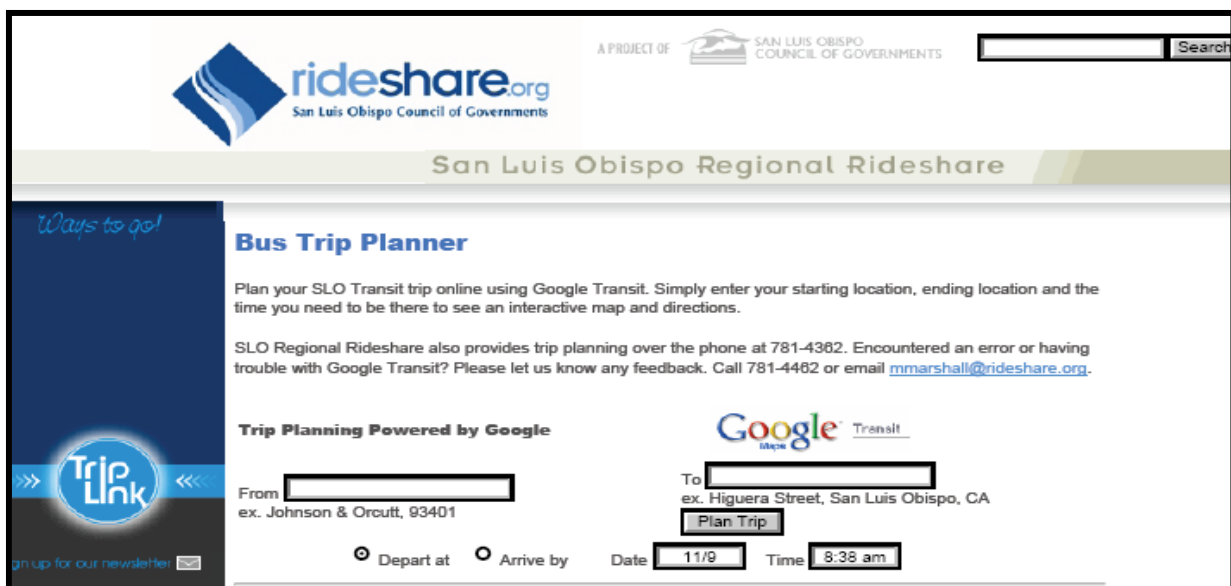 A PROJECT OF
SAN LUIS OBISPO
COUNCIL OF GOVERNMENTS
Search
rideshare.org
San Luis Obispo Council of Governments
San Luis Obispo Regional Rideshare
Ways to go!
Bus Trip Planner
Plan your SLO Transit trip online using Google Transit. Simply enter your starting location, ending location and the
time you need to be there to see an interactive map and directions.
SLO Regional Rideshare also provides trip planning over the phone at 781-4362. Encountered an error or having
trouble with Google Transit? Please let us know any feedback. Call 781-4462 or email mmarshall@rideshare.org.
Trip Planning Powered by Google
Google Maps Transit
Trip Link
From
ex. Johnson & Orcutt, 93401
To
ex. Higuera Street, San Luis Obispo, CA
Plan Trip
Depart at Arrive by Date 11/9 Time 8:38 am
gn up for our newsletter